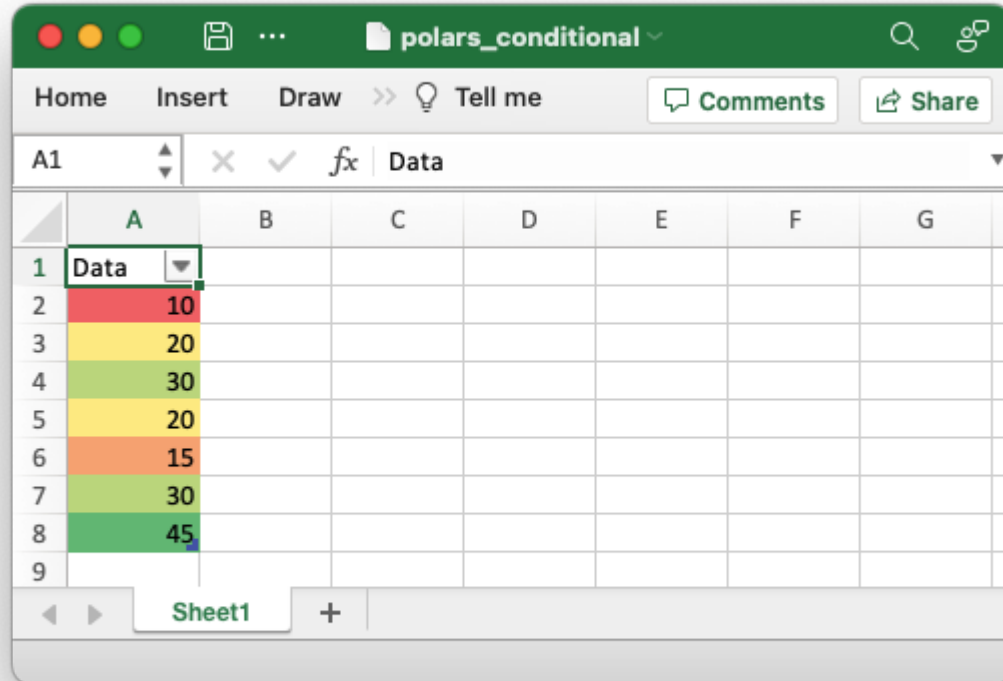 polars_conditional
Home Insert Draw >> Tell me Comments Share
A1 fx Data
A B C D E F G
1 Data
2 10
3 20
4 30
5 20
6 15
7 30
8 45
9
Sheet1 +